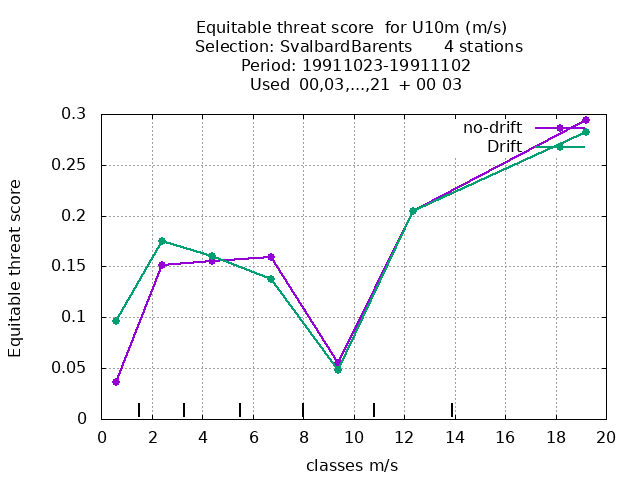 Equitable threat score for U10m (m/s)
Selection: SvalbardBarents 4 stations
Period: 19911023-19911102
Used 00,03,...,21 + 00 03
no-drift
Drift
0.3
0.25
0.2
0.15
0.1
0.05
0
Equitable threat score
0 2 4 6 8 10 12 14 16 18 20
classes m/s